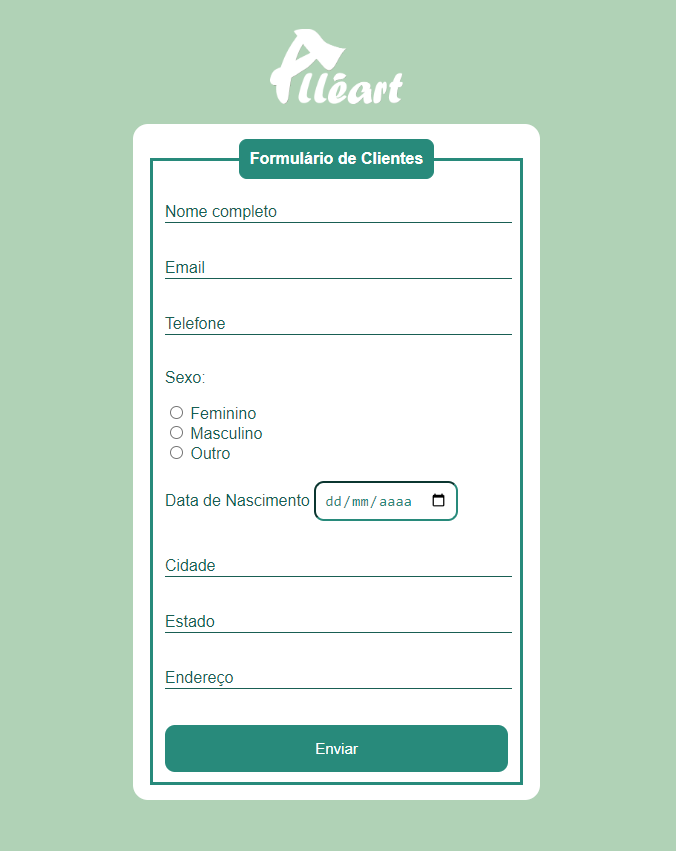 Alléart
Formulário de Clientes
Nome completo
Email
Telefone
Sexo:
Feminino
Masculino
Outro
Data de Nascimento dd/mm/aaaa
Cidade
Estado
Endereço
Enviar